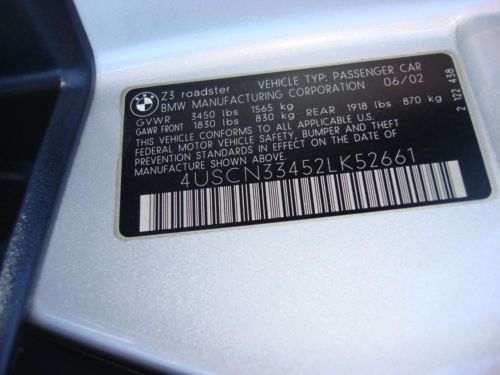 BMW
Z3 roadster VEHICLE TYP: PASSENGER CAR
BMW MANUFACTURING CORPORATION 06/02
GVWR 3450 lbs 1565 kg
GAWR FRONT 1830 lbs 830 kg REAR 1918 lbs 870 kg
THIS VEHICLE CONFORMS TO ALL APPLICABLE U.S.
FEDERAL MOTOR VEHICLE SAFETY, BUMPER AND THEFT
PREVENTION STANDARDS IN EFFECT ON THE DATE OF
MANUFACTURE SHOWN ABOVE.
4USCN33452LK52661
2 122 438